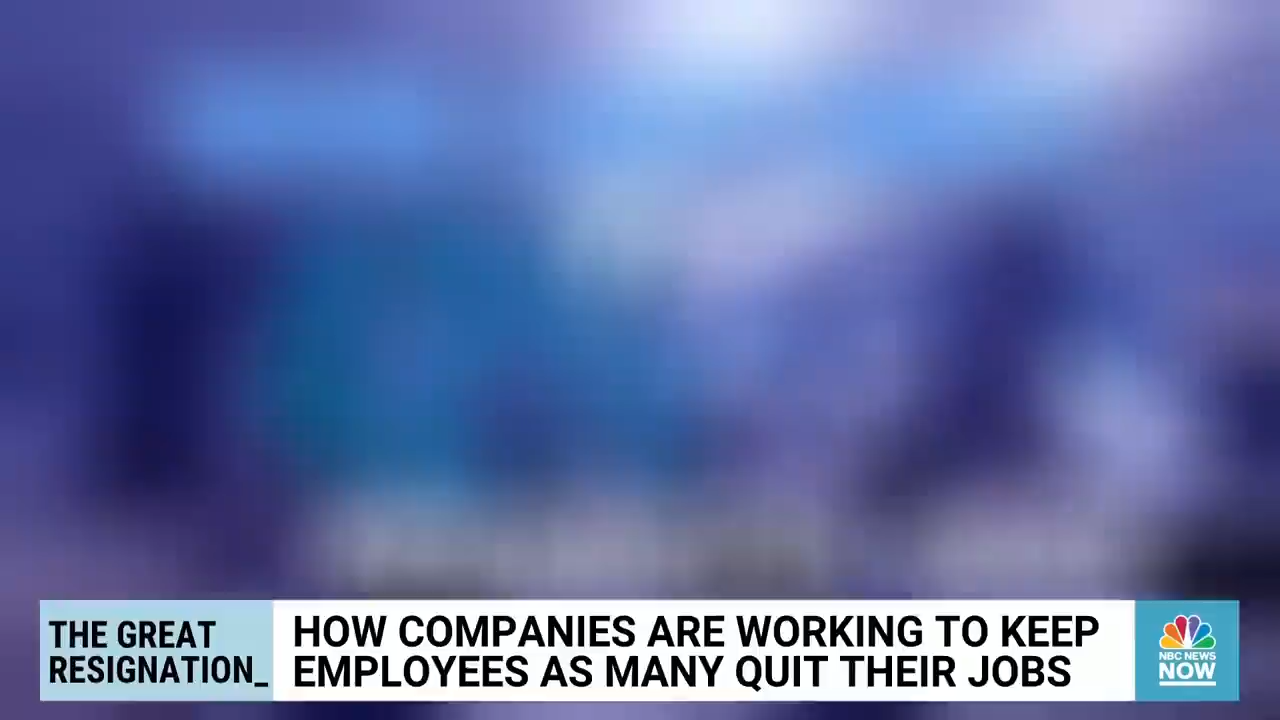 THE GREAT
RESIGNATION_
HOW COMPANIES ARE WORKING TO KEEP
EMPLOYEES AS MANY QUIT THEIR JOBS
NBC NEWS
NOW